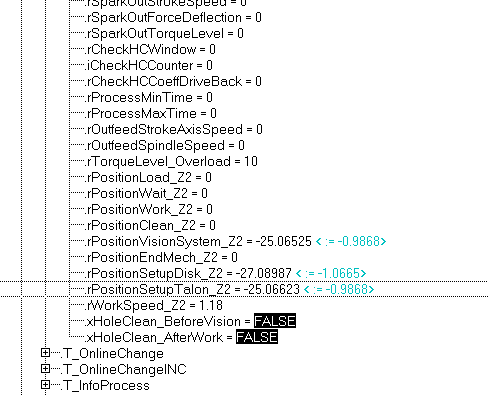 .rSparkOutStrokeSpeed = 0
.rSparkOutForceDeflection = 0
.rSparkOutTorqueLevel = 0
.rCheckHCWindow = 0
.iCheckHCCounter = 0
.rCheckHCCoeffDriveBack = 0
.rProcessMinTime = 0
.rProcessMaxTime = 0
.rOutfeedStrokeAxisSpeed = 0
.rOutfeedSpindleSpeed = 0
.rTorqueLevel_Overload = 10
.rPositionLoad_Z2 = 0
.rPositionWait_Z2 = 0
.rPositionWork_Z2 = 0
.rPositionClean_Z2 = 0
.rPositionVisionSystem_Z2 = -25.06525 < := -0.9868>
.rPositionEndMech_Z2 = 0
.rPositionSetupDisk_Z2 = -27.08987 < := -1.0665>
.rPositionSetupTalon_Z2 = -25.06623 < := -0.9868>
.rWorkSpeed_Z2 = 1.18
.xHoleClean_BeforeVision = FALSE
.xHoleClean_AfterWork = FALSE
.T_OnlineChange
.T_OnlineChangeINC
.T_InfoProcess